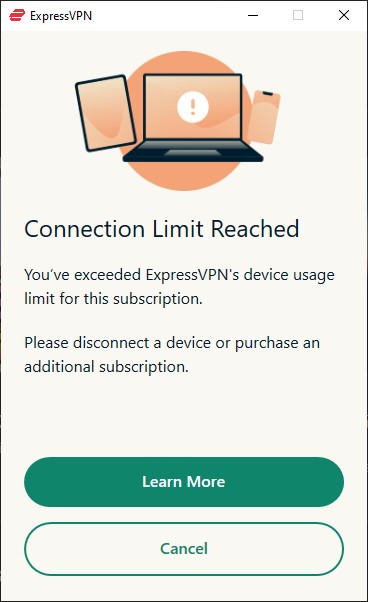 ExpressVPN
Connection Limit Reached
You’ve exceeded ExpressVPN's device usage
limit for this subscription.
Please disconnect a device or purchase an
additional subscription.
Learn More
Cancel